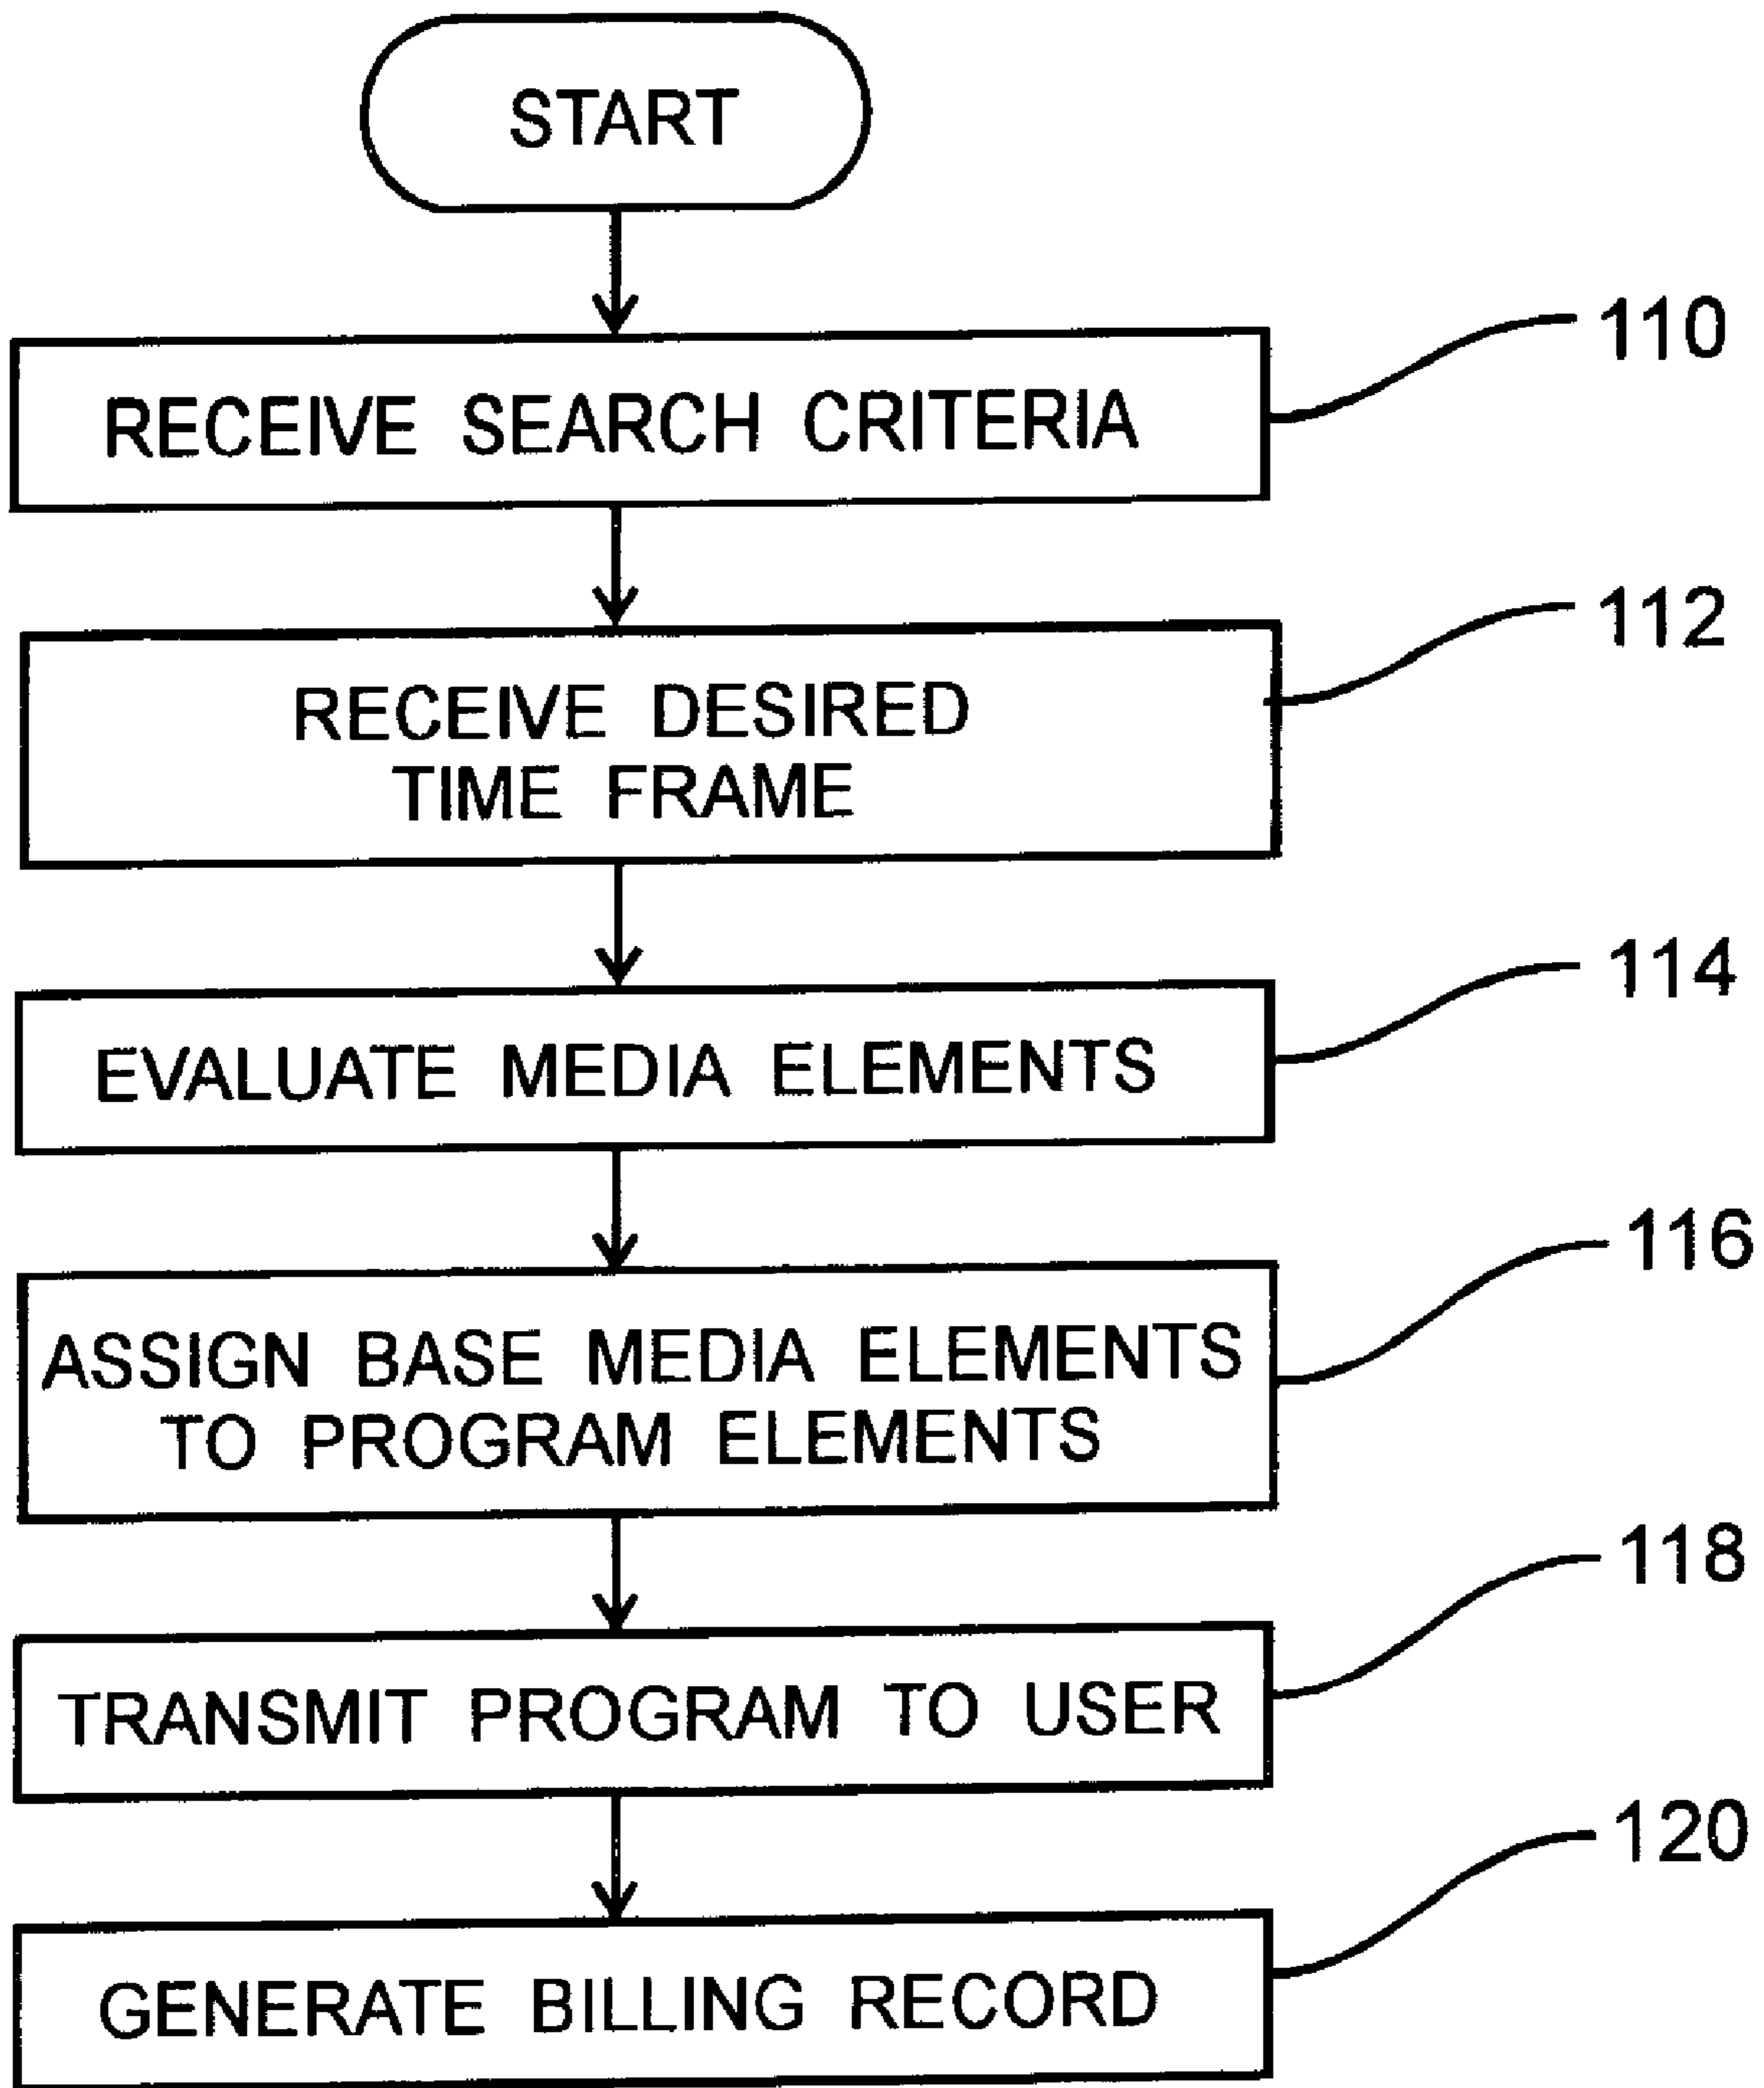 START
110
RECEIVE SEARCH CRITERIA
112
RECEIVE DESIRED
TIME FRAME
114
EVALUATE MEDIA ELEMENTS
116
ASSIGN BASE MEDIA ELEMENTS
TO PROGRAM ELEMENTS
118
TRANSMIT PROGRAM TO USER
120
GENERATE BILLING RECORD